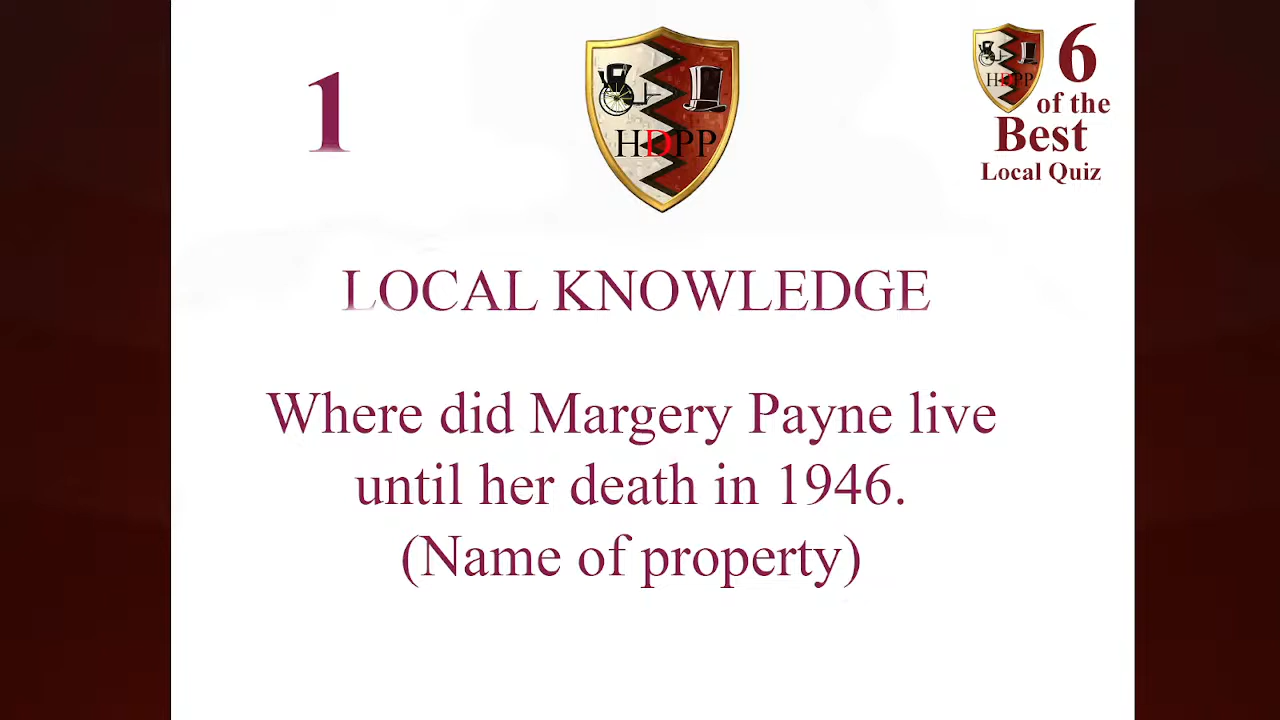 1
HDPP
HDPP
6
of the
Best
Local Quiz
LOCAL KNOWLEDGE
Where did Margery Payne live
until her death in 1946.
(Name of property)